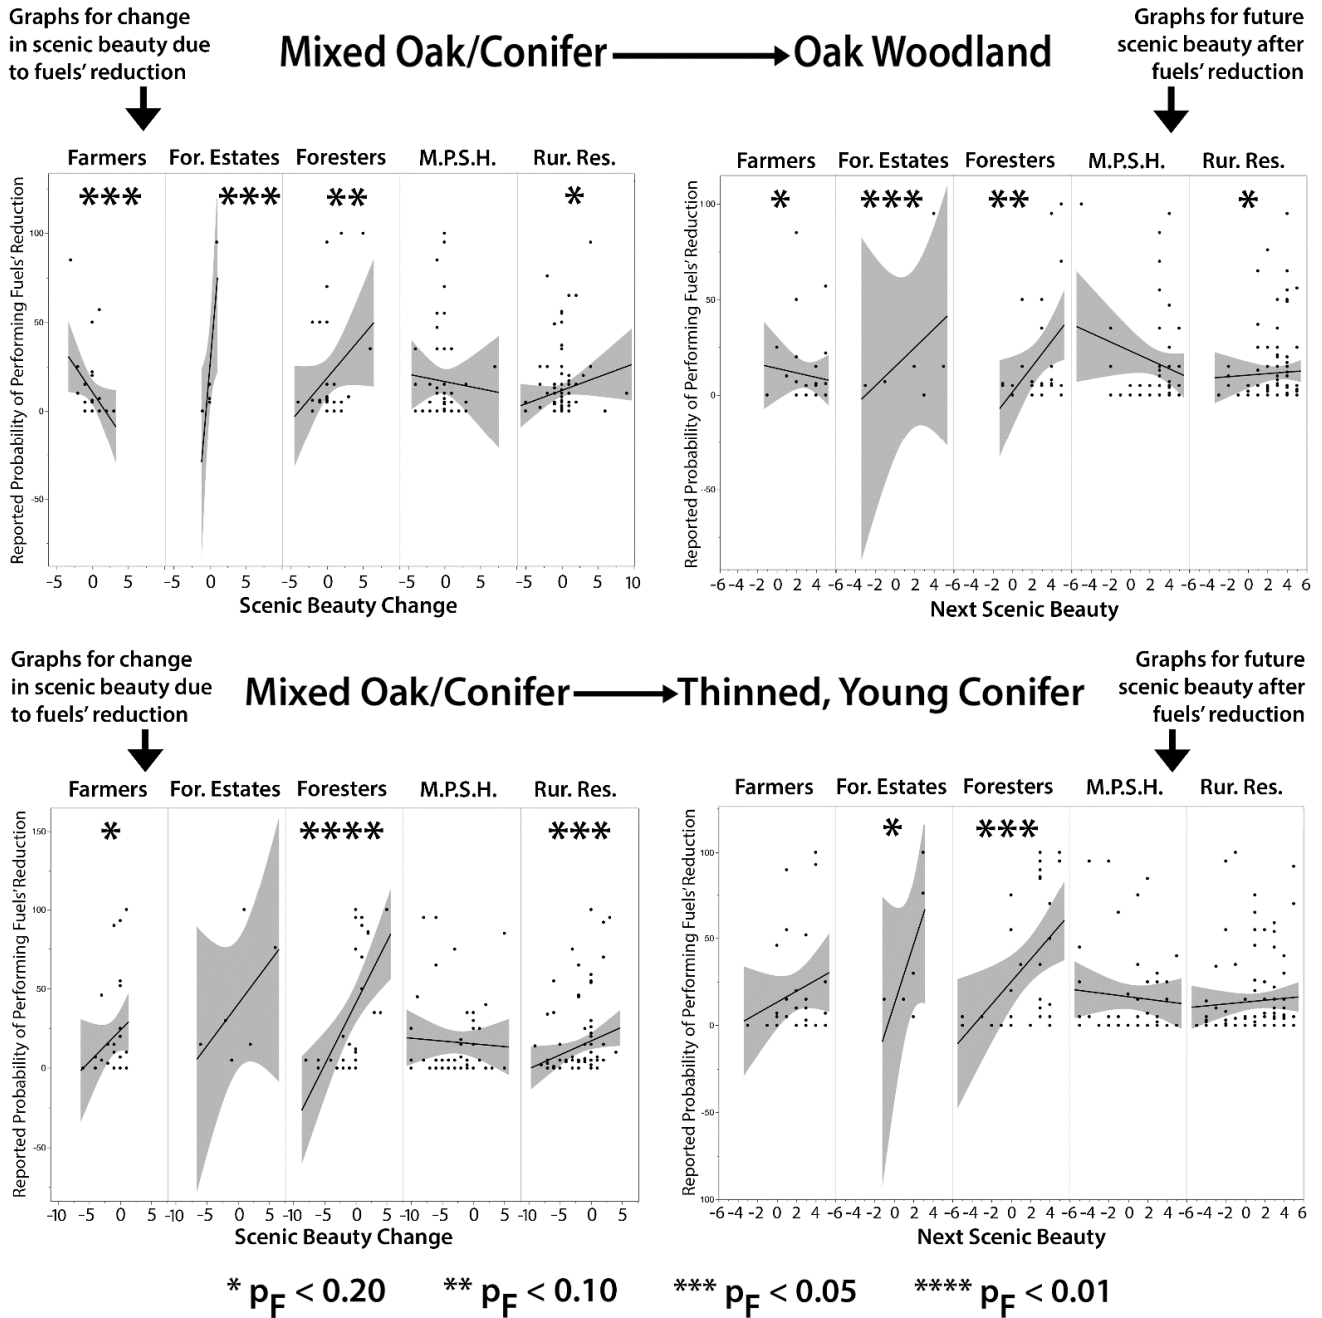 Graphs for change
in scenic beauty due
to fuels’ reduction
Mixed Oak/Conifer Oak Woodland
Graphs for future
scenic beauty after
fuels’ reduction
Farmers For. Estates Foresters M.P.S.H. Rur. Res.
*** *** ** *
Reported Probability of Performing Fuels’ Reduction
100
50
0
-50
-5 0 5 -5 0 5 -5 0 5 -5 0 5 -5 0 5 10
Scenic Beauty Change
Farmers For. Estates Foresters M.P.S.H. Rur. Res.
* *** ** *
Reported Probability of Performing Fuels’ Reduction
100
50
0
-50
-6 -4 -2 0 2 4 -6 -4 -2 0 2 4 -6 -4 -2 0 2 4 -6 -4 -2 0 2 4 -6 -4 -2 0 2 4 6
Next Scenic Beauty
Graphs for change
in scenic beauty due
to fuels’ reduction
Mixed Oak/Conifer Thinned, Young Conifer
Graphs for future
scenic beauty after
fuels’ reduction
Farmers For. Estates Foresters M.P.S.H. Rur. Res.
* **** ***
Reported Probability of Performing Fuels’ Reduction
150
100
50
0
-50
-10 -5 0 5 -10 -5 0 5 -10 -5 0 5 -10 -5 0 5 -10 -5 0 5
Scenic Beauty Change
Farmers For. Estates Foresters M.P.S.H. Rur. Res.
* ***
Reported Probability of Performing Fuels’ Reduction
100
50
0
-50
100
-6 -4 -2 0 2 4 -6 -4 -2 0 2 4 -6 -4 -2 0 2 4 -6 -4 -2 0 2 4 -6 -4 -2 0 2 4 6
Next Scenic Beauty
* pF < 0.20 ** pF < 0.10 *** pF < 0.05 **** pF < 0.01